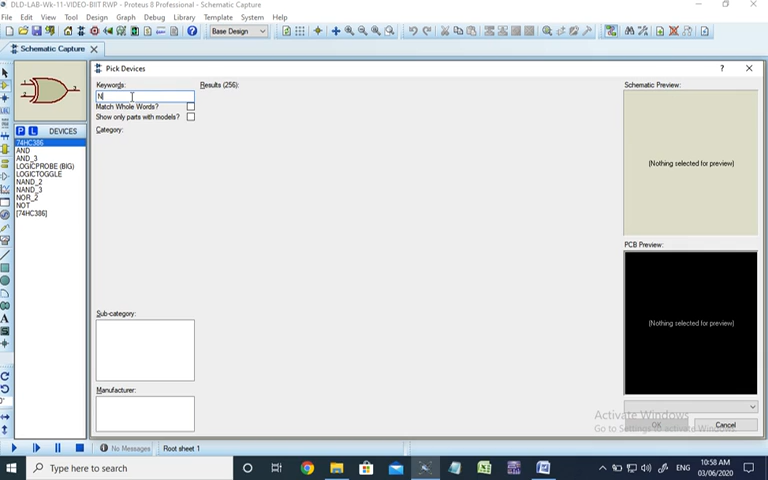 DLD-LAB-Wk-11-VIDEO-BIIT RWP - Proteus 8 Professional - Schematic Capture
File Edit View Tool Design Graph Debug Library Template System Help
Base Design
Schematic Capture
Pick Devices
Keywords:
Results (256):
Schematic Preview:
N
Match Whole Words?
Show only parts with models?
Category:
P L DEVICES
74HC386
AND
AND_3
LOGICPROBE (BIG)
LOGICTOGGLE
NAND_2
NAND_3
NOR_2
NOT
[74HC386]
(Nothing selected for preview)
PCB Preview:
(Nothing selected for preview)
Sub-category:
Manufacturer:
Activate Windows
Go to Settings to activate Windows.
OK
Cancel
No Messages
Root sheet 1
Type here to search
ENG
10:58 AM
03/06/2020